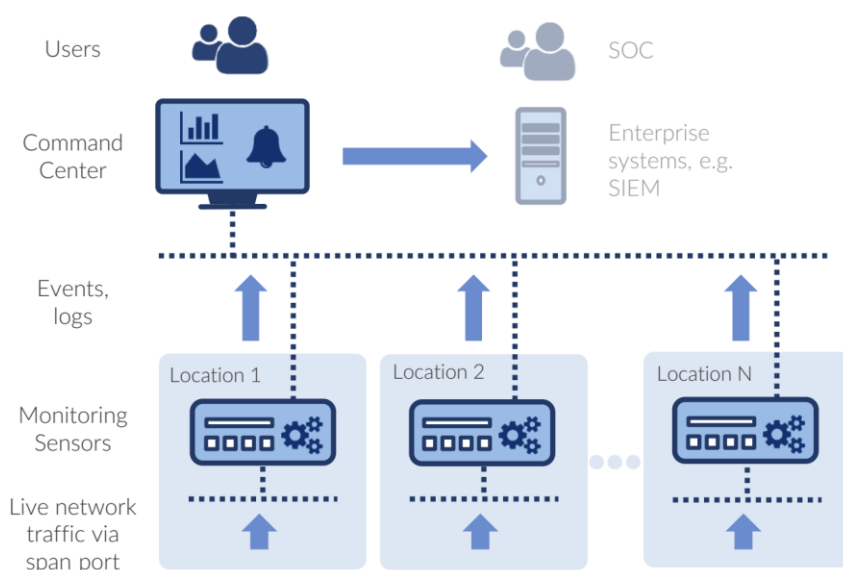 Users
SOC
Command
Center
Enterprise
systems, e.g.
SIEM
Events,
logs
Location 1
Location 2
Location N
Monitoring
Sensors
Live network
traffic via
span port